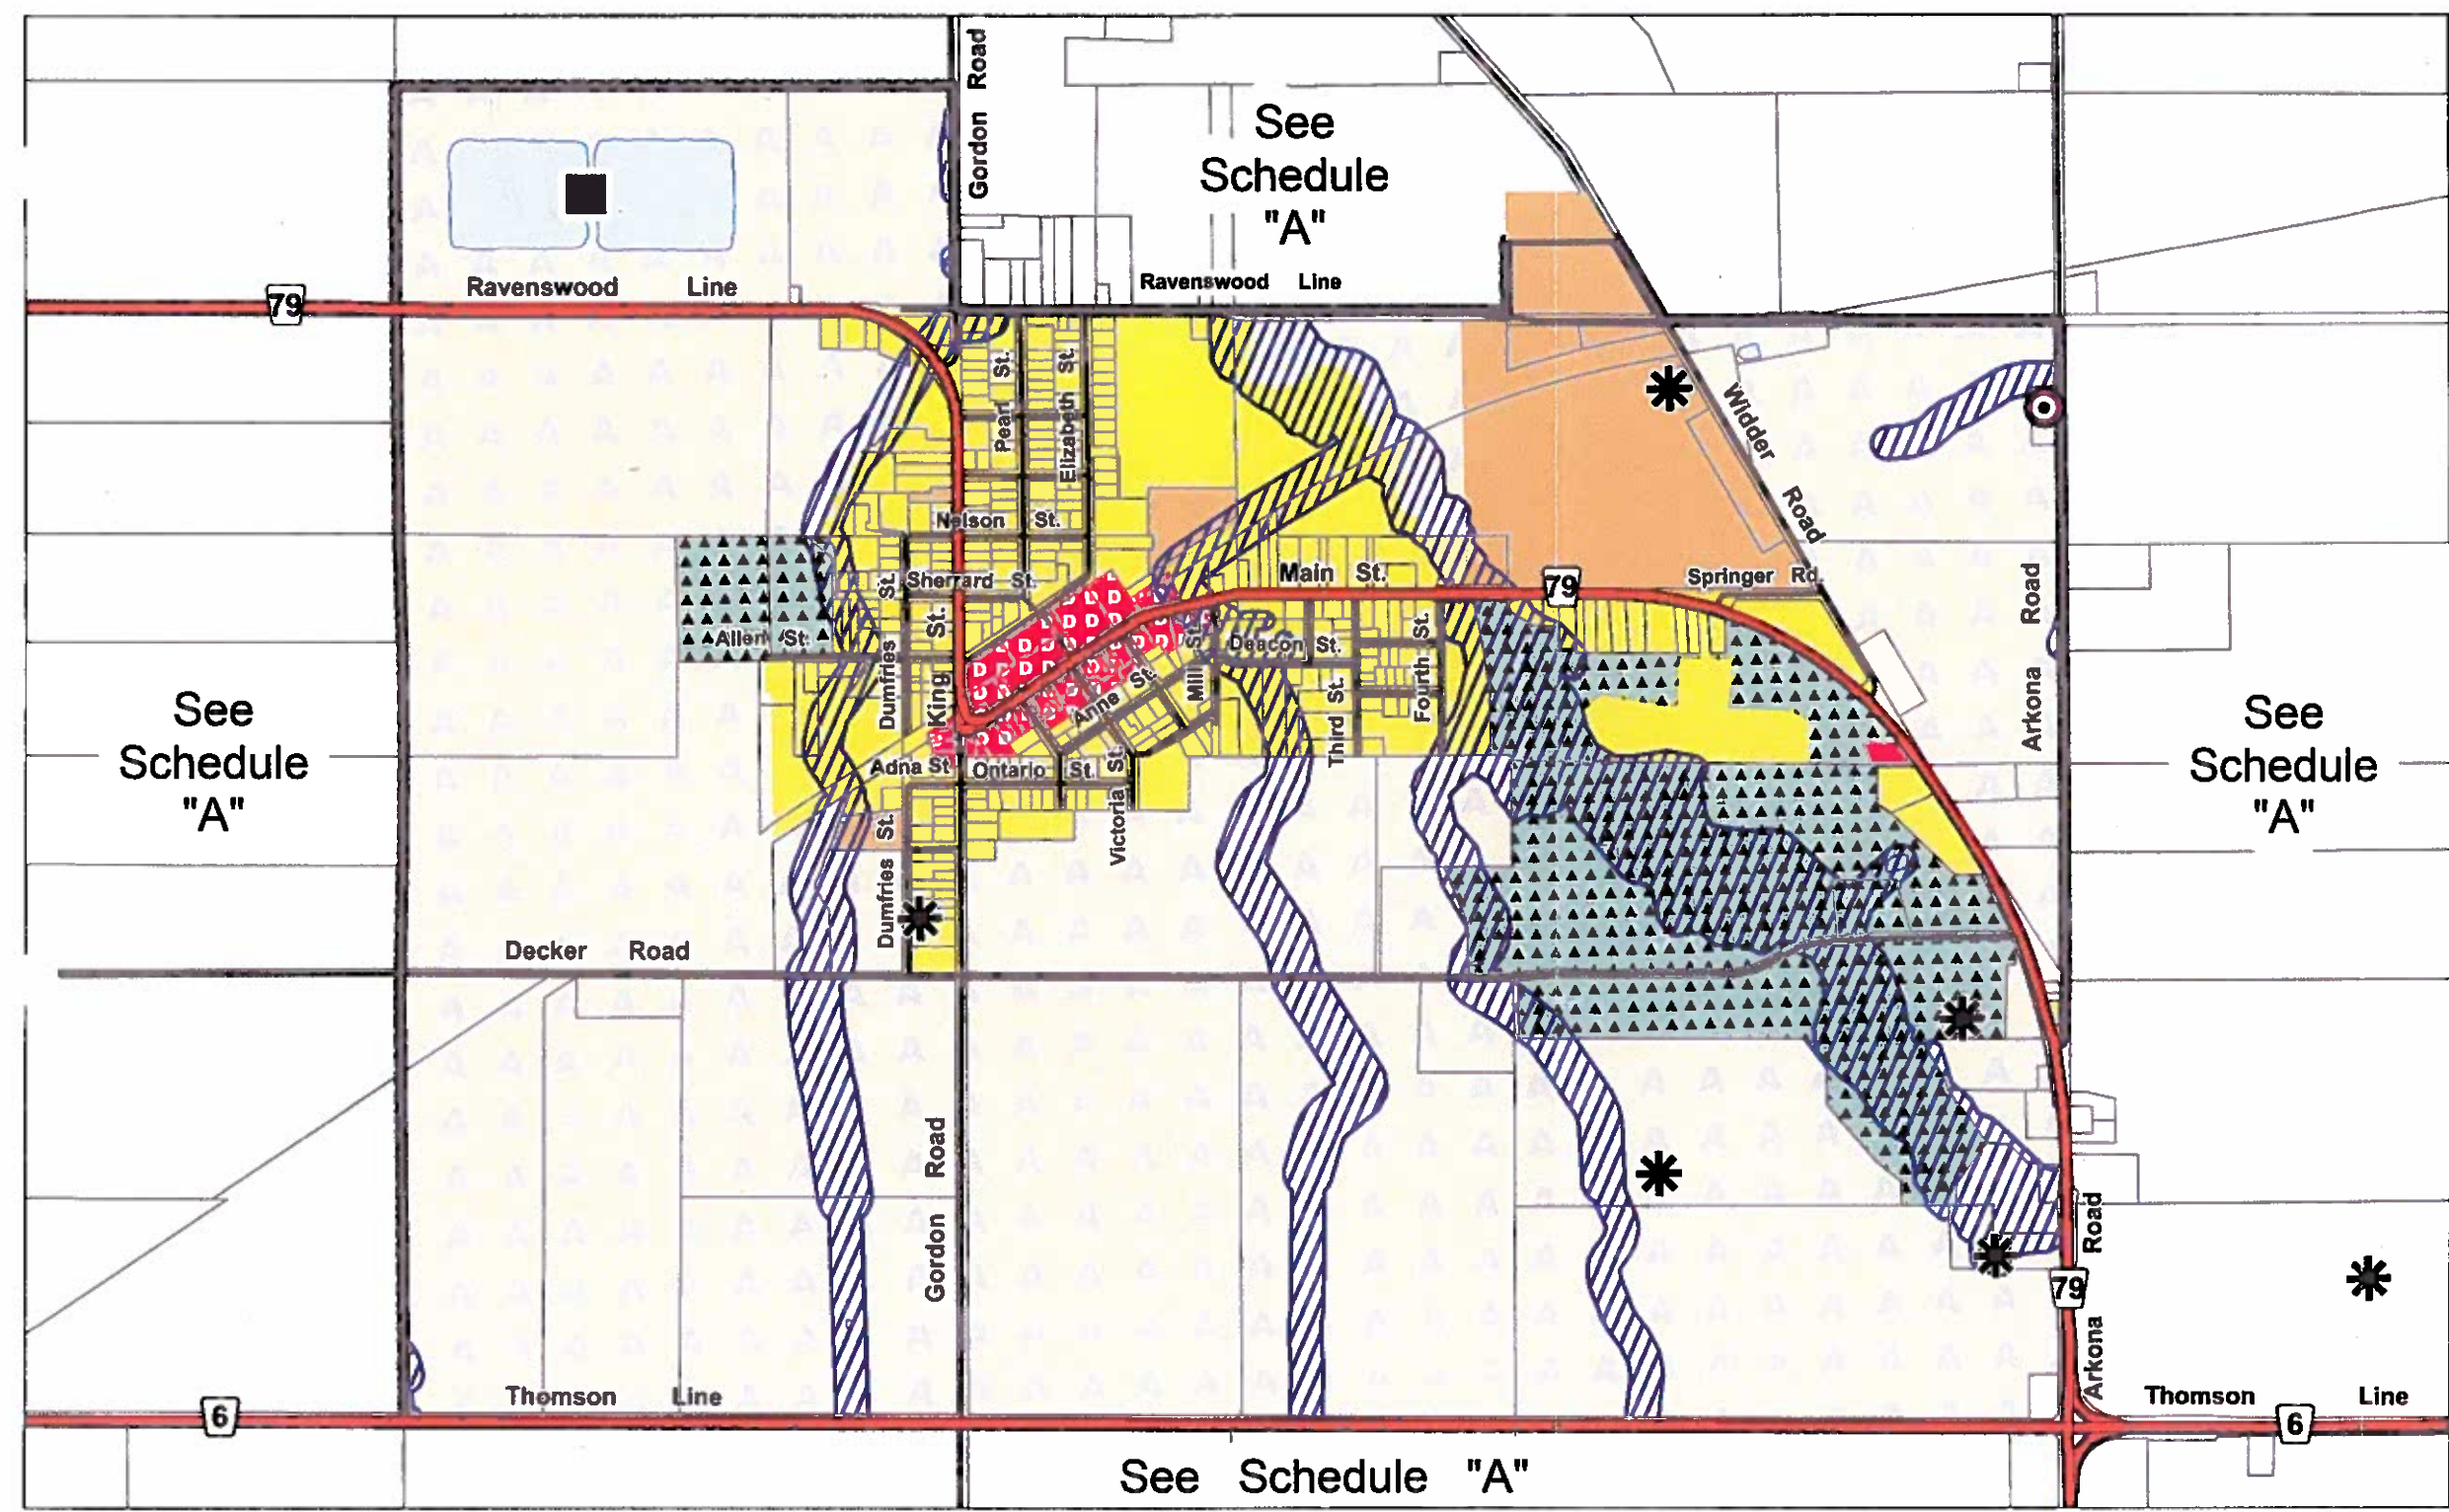 Gordon Road
See
Schedule
"A"
Ravenswood Line
Ravenswood Line
79
Pearl St.
Elizabeth St.
Widder Road
Nelson St.
Sherrard St.
Main St.
79
Springer Rd.
Allen St.
Dumfries St.
King St.
Mill St.
Deacon St.
Anne St.
Third St.
Fourth St.
Arkona Road
See
Schedule
"A"
See
Schedule
"A"
Adna St
Ontario St.
Victoria St.
Dumfries St.
Decker Road
Gordon Road
Arkona Road
79
Arkona
Thomson Line
Thomson Line
6
6
See Schedule "A"